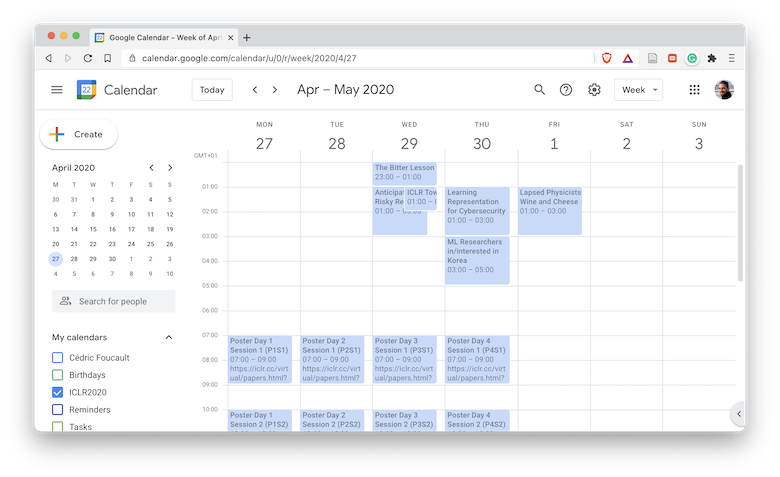 Google Calendar - Week of Apri
calendar.google.com/calendar/u/0/r/week/2020/4/27
22
Calendar
Today
Apr – May 2020
Week
Create
April 2020
M T W T F S S
30 31 1 2 3 4 5
6 7 8 9 10 11 12
13 14 15 16 17 18 19
20 21 22 23 24 25 26
27 28 29 30 1 2 3
4 5 6 7 8 9 10
Search for people
My calendars
Cédric Foucault
Birthdays
ICLR2020
Reminders
Tasks
MON TUE WED THU FRI SAT SUN
27 28 29 30 1 2 3
GMT+01
01:00
02:00
03:00
04:00
05:00
06:00
07:00
08:00
09:00
10:00
The Bitter Lesson
23:00 – 01:00
Anticipat
Risky Re
01:00 – 03:00
ICLR Tow
01:00 – 0
Learning
Representation
for Cybersecurity
01:00 – 03:00
Lapsed Physicists
Wine and Cheese
01:00 – 03:00
ML Researchers
in/interested in
Korea
03:00 – 05:00
Poster Day 1
Session 1 (P1S1)
07:00 – 09:00
https://iclr.cc/virt
ual/papers.html?
Poster Day 2
Session 1 (P2S1)
07:00 – 09:00
https://iclr.cc/virt
ual/papers.html?
Poster Day 3
Session 1 (P3S1)
07:00 – 09:00
https://iclr.cc/virt
ual/papers.html?
Poster Day 4
Session 1 (P4S1)
07:00 – 09:00
https://iclr.cc/virt
ual/papers.html?
Poster Day 1
Session 2 (P1S2)
Poster Day 2
Session 2 (P2S2)
Poster Day 3
Session 2 (P3S2)
Poster Day 4
Session 2 (P4S2)